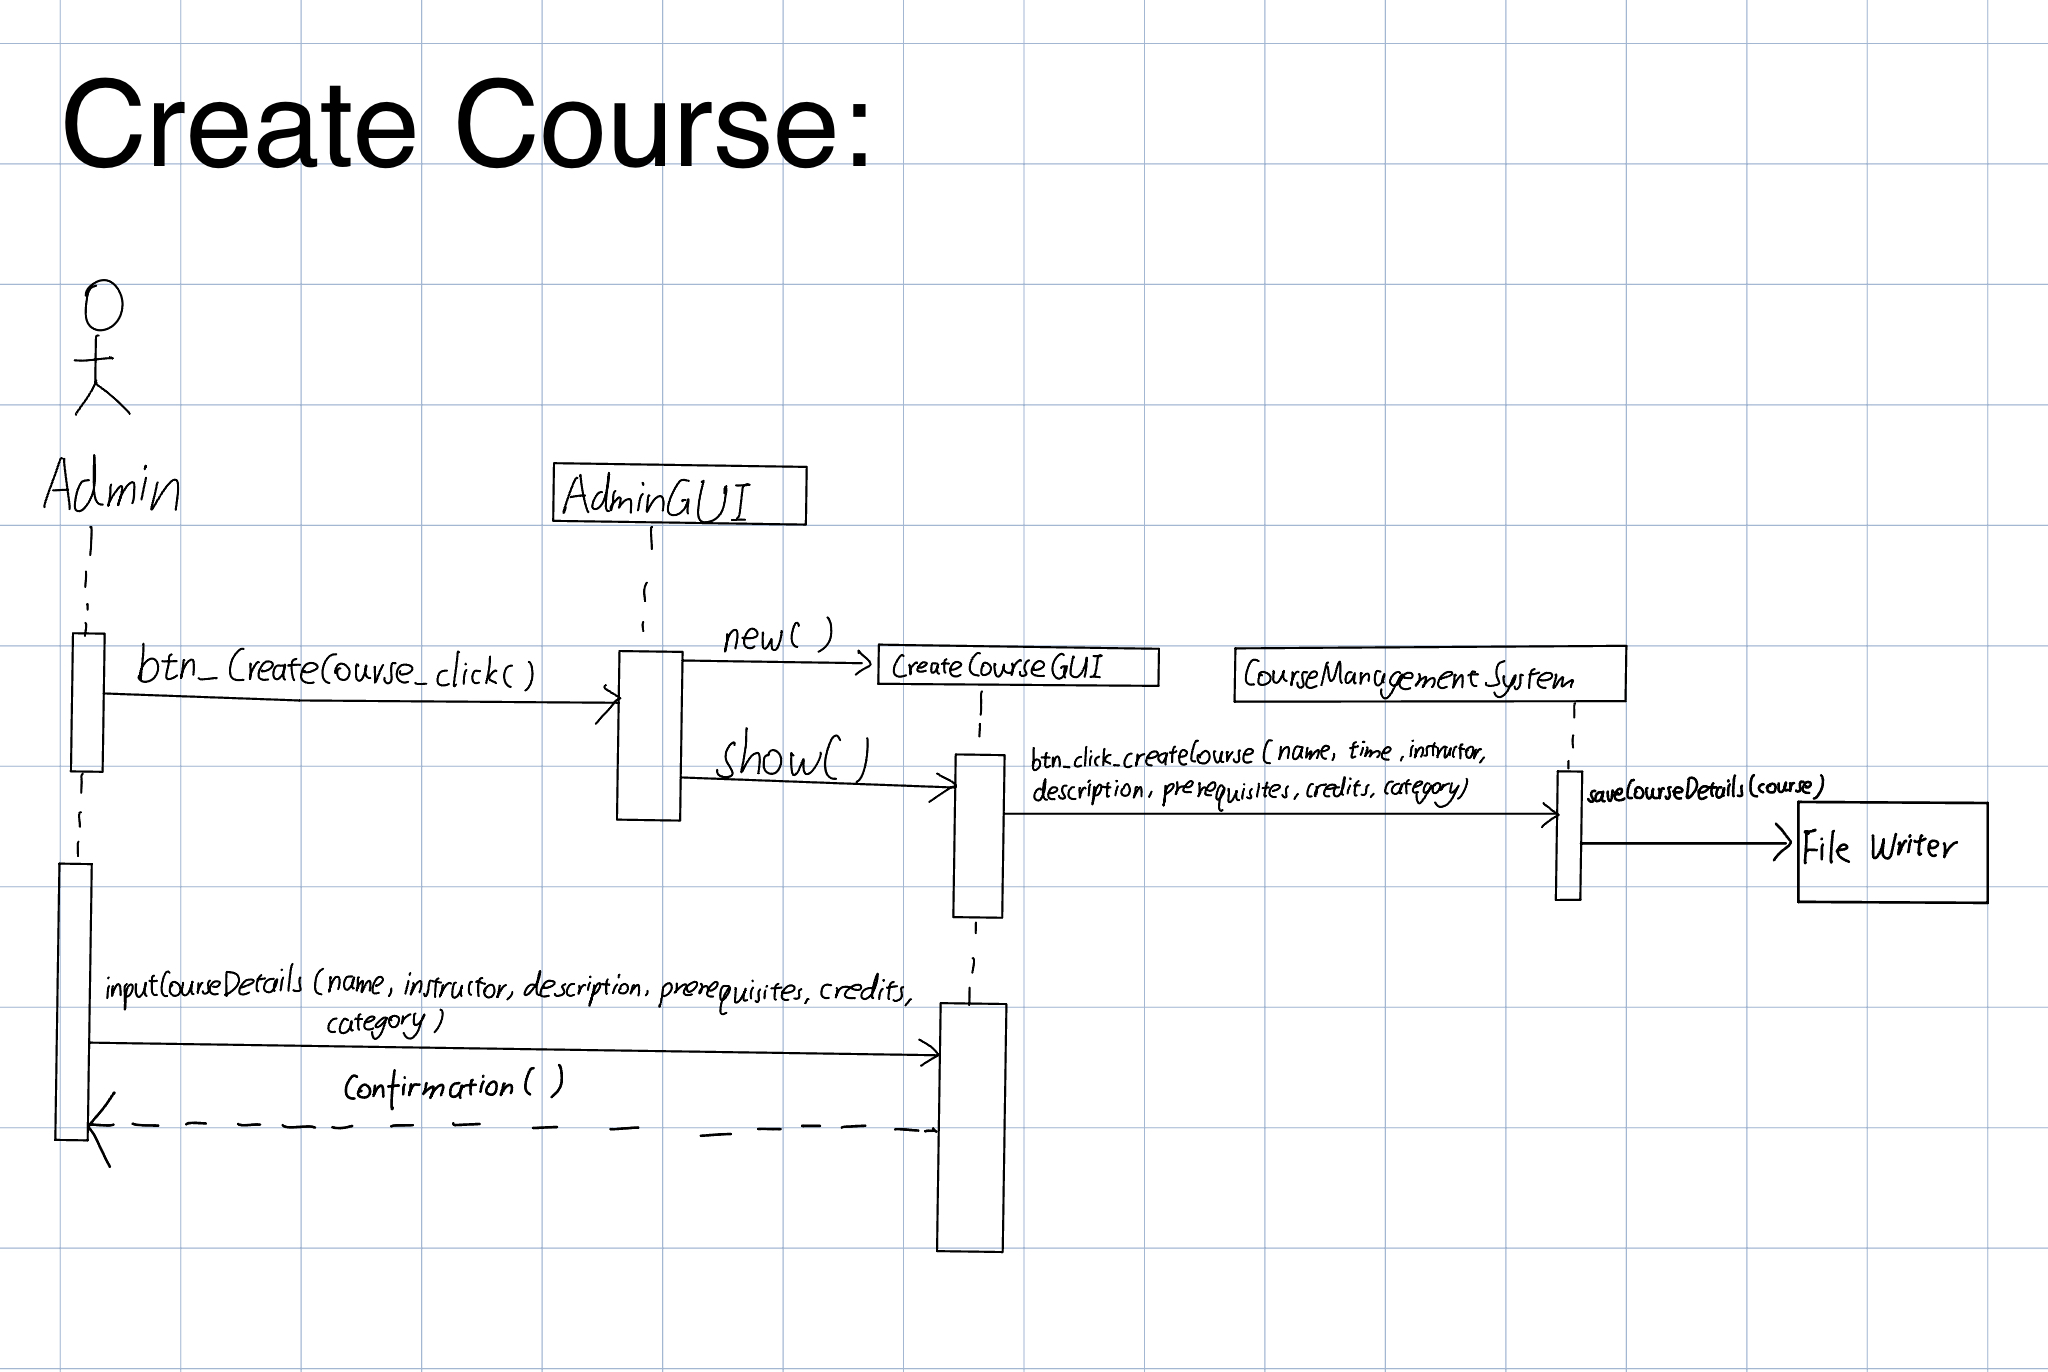 Create Course:
Admin
AdminGUI
new( )
btn_CreateCourse_click( )
CreateCourseGUI
CourseManagementSystem
show( )
btn_click_createCourse (name, time, instructor,
description, prerequisites, credits, category)
saveCourseDetails(course)
File Writer
inputCourseDetails (name, instructor, description, prerequisites, credits,
category )
Confirmation( )